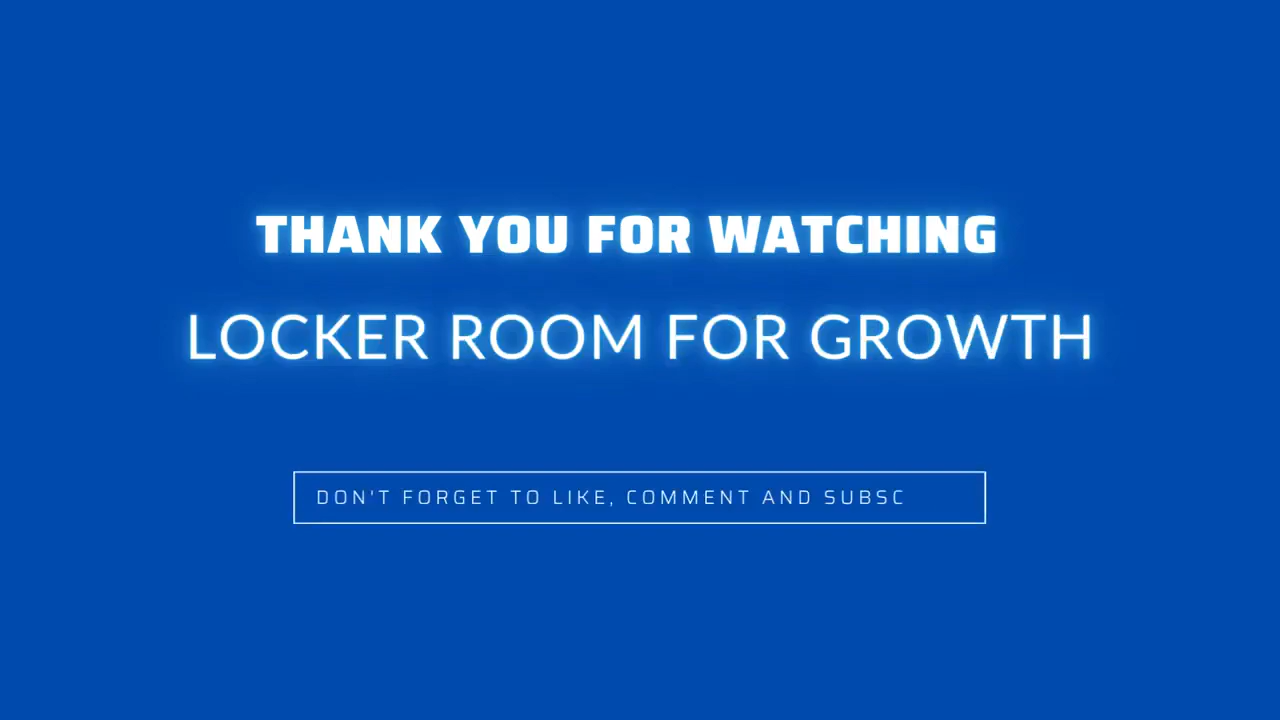 THANK YOU FOR WATCHING
LOCKER ROOM FOR GROWTH
DON'T FORGET TO LIKE, COMMENT AND SUBSC